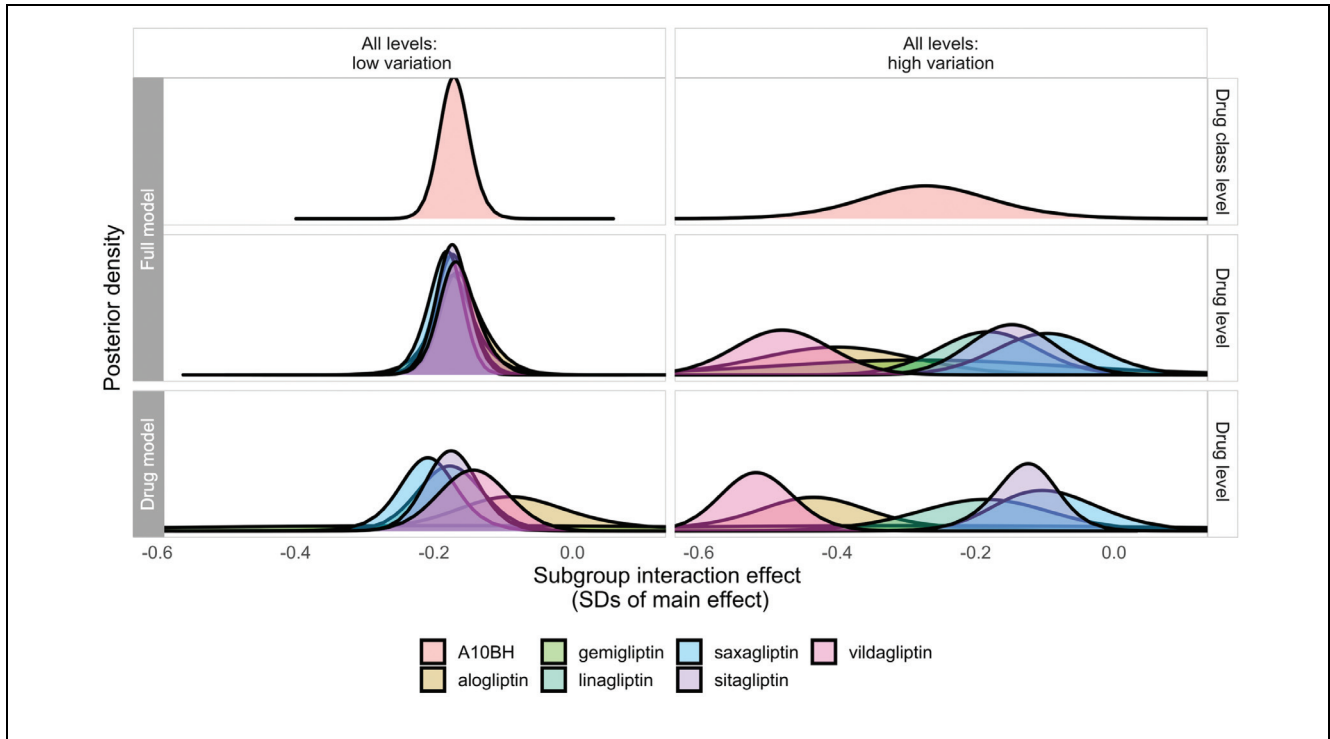 All levels:
low variation
All levels:
high variation
Posterior density
Full model
Drug model
Drug class level
Drug level
Drug level
-0.6 -0.4 -0.2 0.0 -0.6 -0.4 -0.2 0.0
Subgroup interaction effect
(SDs of main effect)
A10BH gemigliptin saxagliptin vildagliptin
alogliptin linagliptin sitagliptin